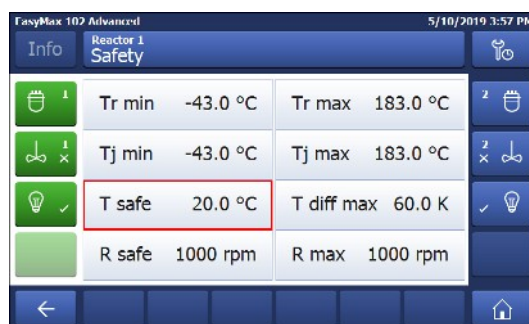 EasyMax 102 Advanced 5/10/2019 3:57 PM
Info Reactor 1
Safety
1 Tr min -43.0 °C Tr max 183.0 °C 2
1 Tj min -43.0 °C Tj max 183.0 °C 2
T safe 20.0 °C T diff max 60.0 K
R safe 1000 rpm R max 1000 rpm